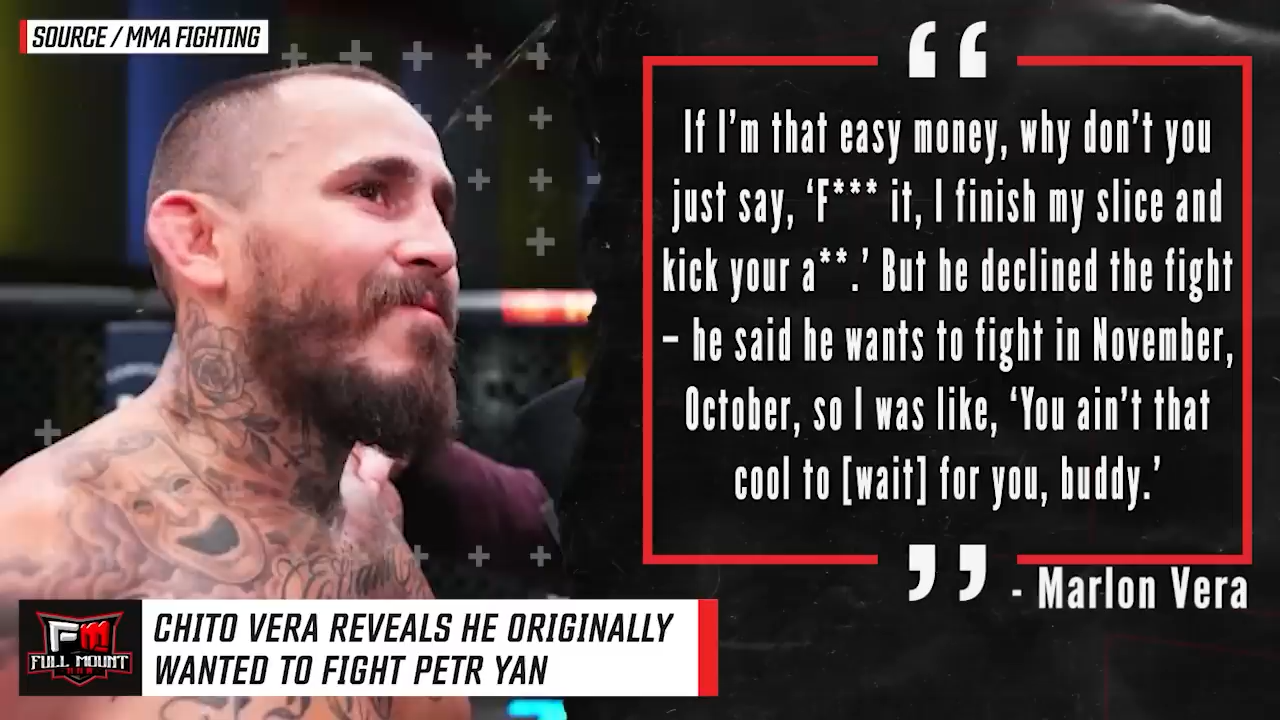 SOURCE / MMA FIGHTING
“
If I’m that easy money, why don’t you
just say, ‘F*** it, I finish my slice and
kick your a**.’ But he declined the fight
– he said he wants to fight in November,
October, so I was like, ‘You ain’t that
cool to [wait] for you, buddy.’
”
- Marlon Vera
FM
FULL MOUNT
CHITO VERA REVEALS HE ORIGINALLY
WANTED TO FIGHT PETR YAN